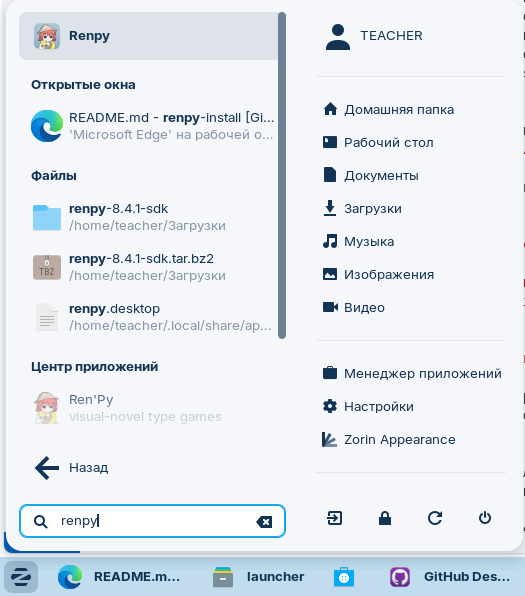 Renpy
Открытые окна
README.md - renpy-install [Gi...
'Microsoft Edge' на рабочей о...
Файлы
renpy-8.4.1-sdk
/home/teacher/Загрузки
renpy-8.4.1-sdk.tar.bz2
/home/teacher/Загрузки
TBZ
renpy.desktop
/home/teacher/.local/share/ap...
Центр приложений
Ren'Py
visual-novel type games
Назад
renpy
TEACHER
Домашняя папка
Рабочий стол
Документы
Загрузки
Музыка
Изображения
Видео
Менеджер приложений
Настройки
Zorin Appearance
README.m...
launcher
GitHub Des...